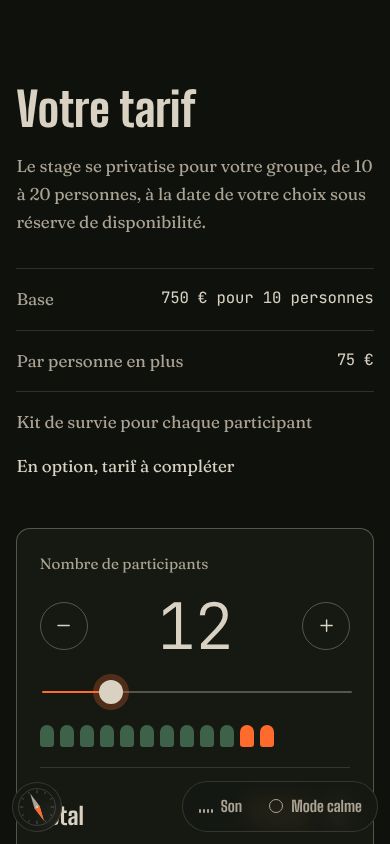 Votre tarif
Le stage se privatise pour votre groupe, de 10
à 20 personnes, à la date de votre choix sous
réserve de disponibilité.
Base 750 € pour 10 personnes
Par personne en plus 75 €
Kit de survie pour chaque participant
En option, tarif à compléter
Nombre de participants
− 12 +
Son Mode calme